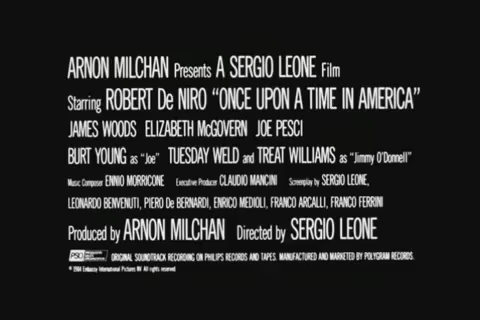 ARNON MILCHAN Presents A SERGIO LEONE Film
Starring ROBERT De NIRO "ONCE UPON A TIME IN AMERICA"
JAMES WOODS ELIZABETH McGOVERN JOE PESCI
BURT YOUNG as "Joe" TUESDAY WELD and TREAT WILLIAMS as "Jimmy O'Donnell"
Music Composer ENNIO MORRICONE Executive Producer CLAUDIO MANCINI Screenplay by SERGIO LEONE,
LEONARDO BENVENUTI, PIERO De BERNARDI, ENRICO MEDIOLI, FRANCO ARCALLI, FRANCO FERRINI
Produced by ARNON MILCHAN Directed by SERGIO LEONE
ORIGINAL SOUNDTRACK RECORDING ON PHILIPS RECORDS AND TAPES. MANUFACTURED AND MARKETED BY POLYGRAM RECORDS.
© 1984 Embassy International Pictures NV All rights reserved